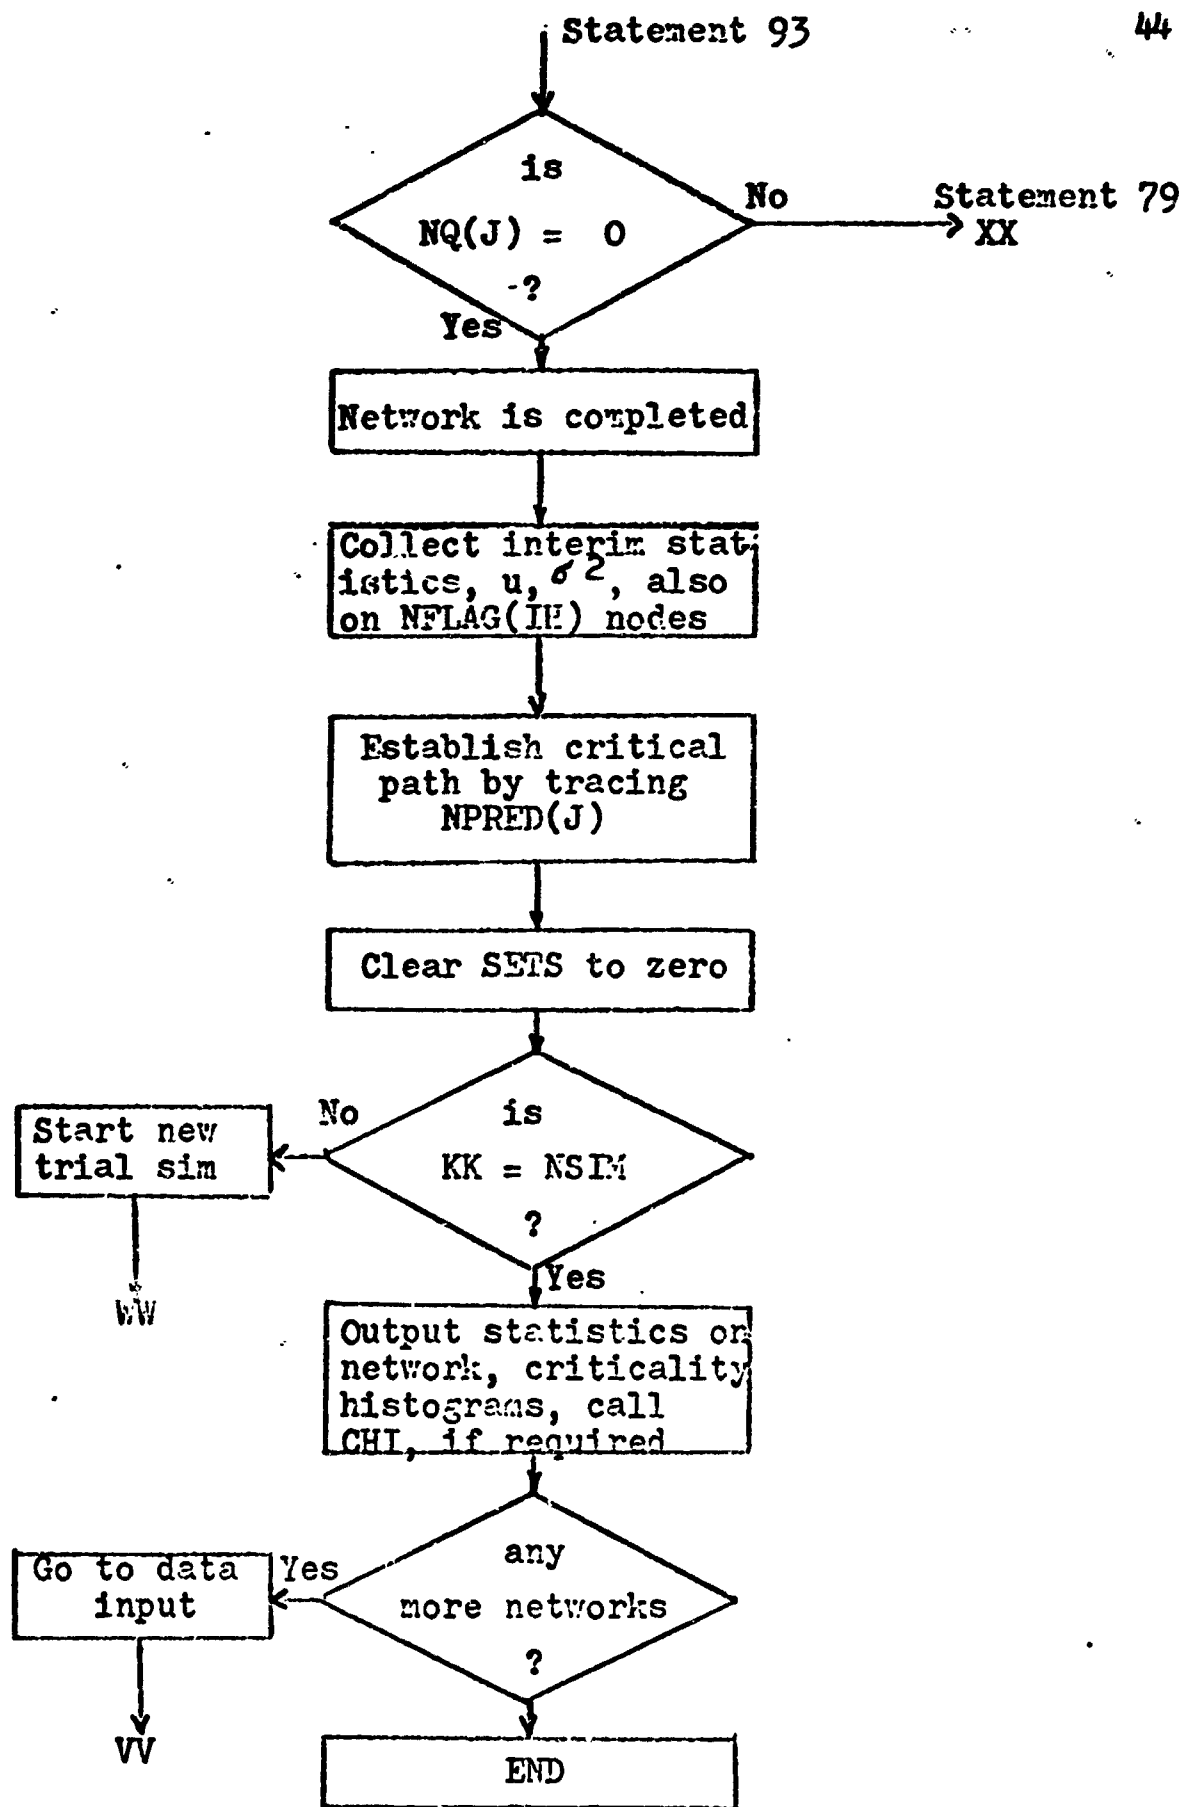 Statement 93
44
is
NQ(J) = 0
?
No
Statement 79
XX
Yes
Network is completed
Collect interim stat-
istics, u, σ2, also
on NFLAG(IH) nodes
Establish critical
path by tracing
NPRED(J)
Clear SETS to zero
No
is
KK = NSIM
?
Start new
trial sim
WW
Yes
Output statistics on
network, criticality
histograms, call
CHI, if required
any
more networks
?
Yes
Go to data
input
VV
END